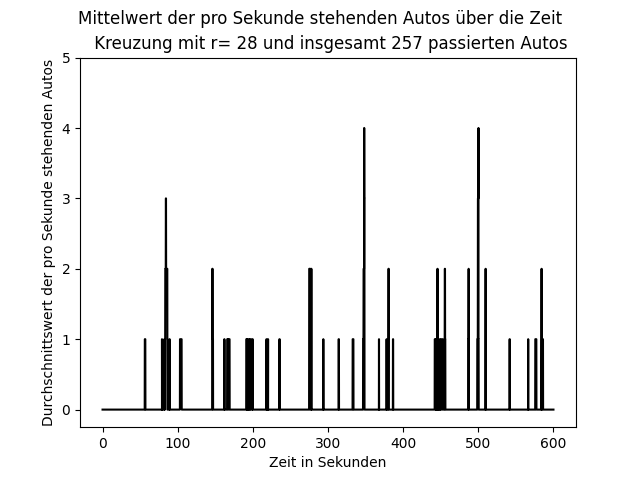 Mittelwert der pro Sekunde stehenden Autos über die Zeit
Kreuzung mit r= 28 und insgesamt 257 passierten Autos
Durchschnittswert der pro Sekunde stehenden Autos
5
4
3
2
1
0
0 100 200 300 400 500 600
Zeit in Sekunden